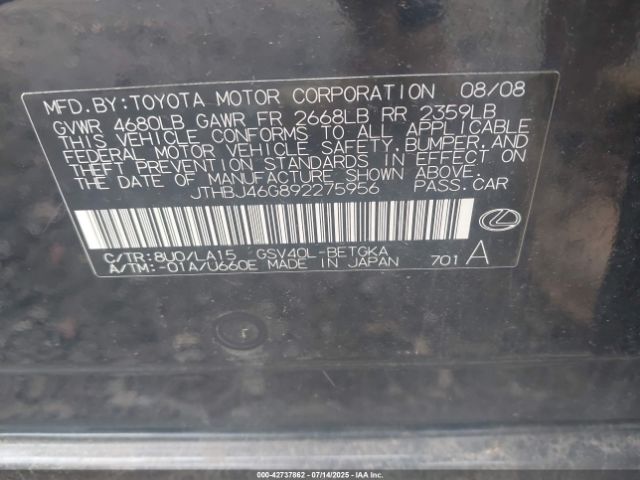 MFD.BY:TOYOTA MOTOR CORPORATION 08/08
GVWR 4680LB GAWR FR 2668LB RR 2359LB
THIS VEHICLE CONFORMS TO ALL APPLICABLE
FEDERAL MOTOR VEHICLE SAFETY,BUMPER,AND
THEFT PREVENTION STANDARDS IN EFFECT ON
THE DATE OF MANUFACTURE SHOWN ABOVE.
JTHBJ46G892275956 PASS.CAR
C/TR:8U0/LA15 GSV40L-BETGKA
A/TM:-01A/U660E MADE IN JAPAN 701 A
000-42737862 - 07/14/2025 - IAAI.COM